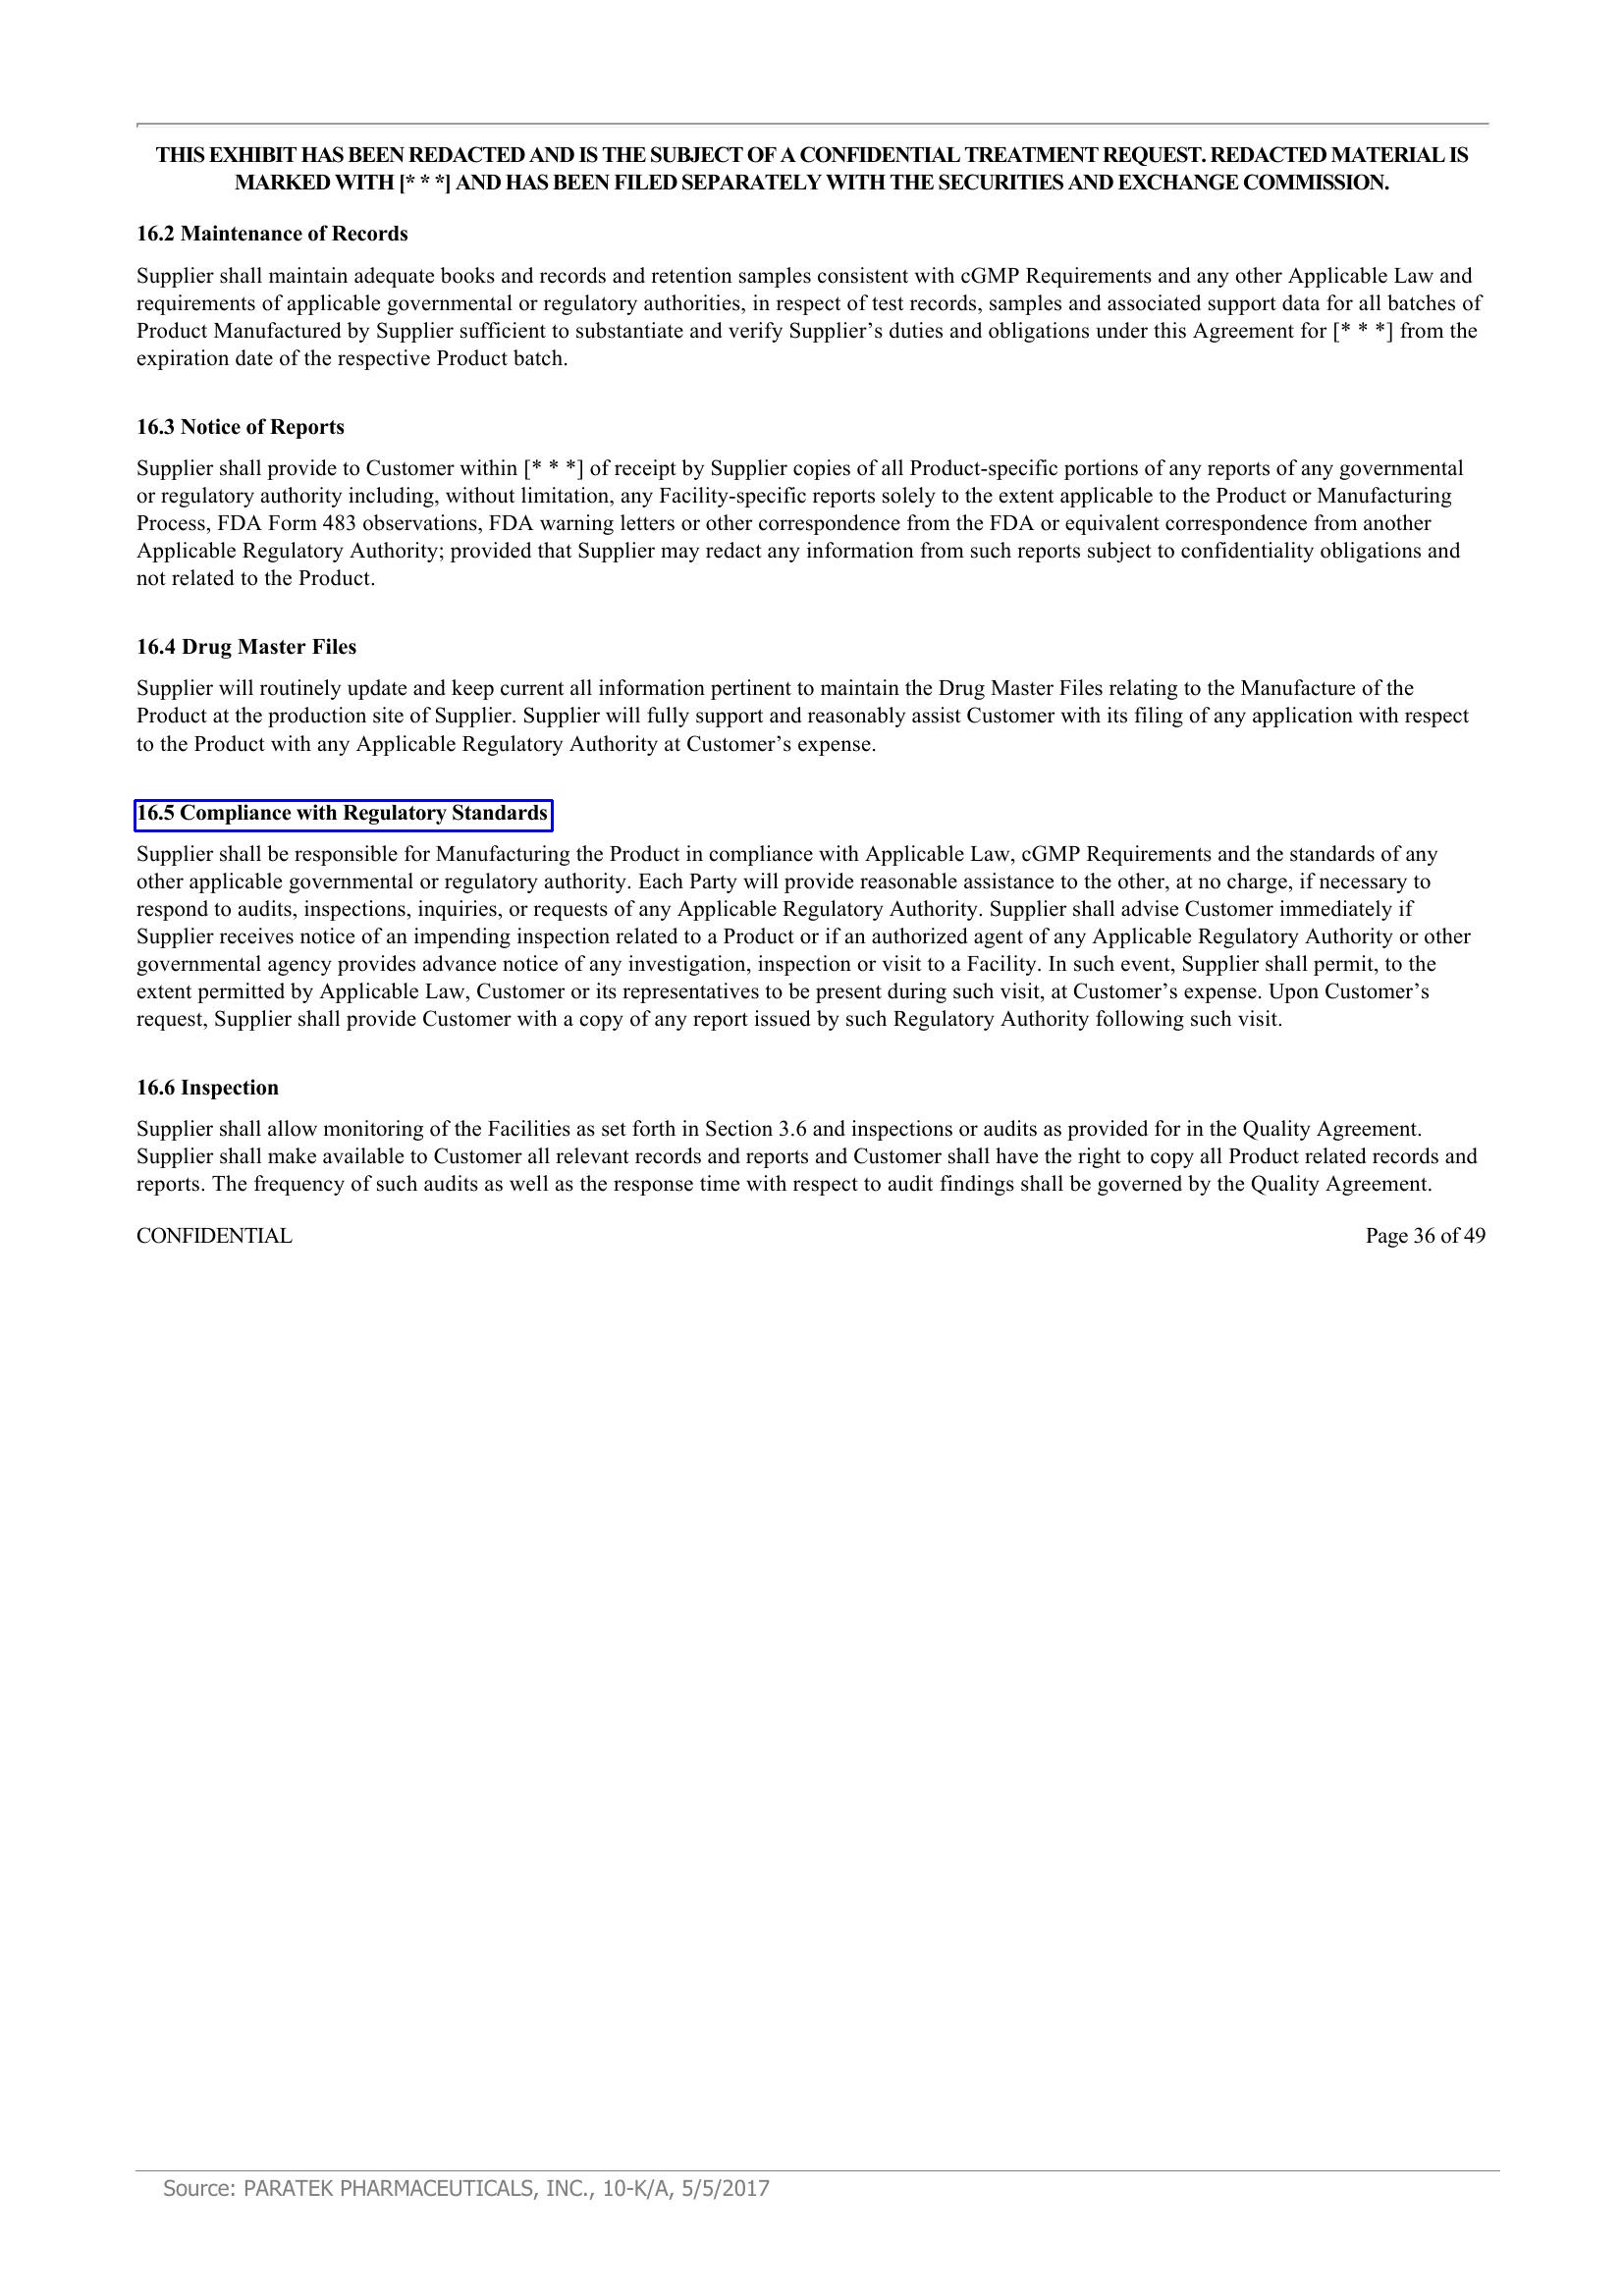 THIS EXHIBIT HAS BEEN REDACTED AND IS THE SUBJECT OF A CONFIDENTIAL TREATMENT REQUEST. REDACTED MATERIAL IS
MARKED WITH [* * *] AND HAS BEEN FILED SEPARATELY WITH THE SECURITIES AND EXCHANGE COMMISSION.
16.2 Maintenance of Records
Supplier shall maintain adequate books and records and retention samples consistent with cGMP Requirements and any other Applicable Law and
requirements of applicable governmental or regulatory authorities, in respect of test records, samples and associated support data for all batches of
Product Manufactured by Supplier sufficient to substantiate and verify Supplier’s duties and obligations under this Agreement for [* * *] from the
expiration date of the respective Product batch.
16.3 Notice of Reports
Supplier shall provide to Customer within [* * *] of receipt by Supplier copies of all Product-specific portions of any reports of any governmental
or regulatory authority including, without limitation, any Facility-specific reports solely to the extent applicable to the Product or Manufacturing
Process, FDA Form 483 observations, FDA warning letters or other correspondence from the FDA or equivalent correspondence from another
Applicable Regulatory Authority; provided that Supplier may redact any information from such reports subject to confidentiality obligations and
not related to the Product.
16.4 Drug Master Files
Supplier will routinely update and keep current all information pertinent to maintain the Drug Master Files relating to the Manufacture of the
Product at the production site of Supplier. Supplier will fully support and reasonably assist Customer with its filing of any application with respect
to the Product with any Applicable Regulatory Authority at Customer’s expense.
16.5 Compliance with Regulatory Standards
Supplier shall be responsible for Manufacturing the Product in compliance with Applicable Law, cGMP Requirements and the standards of any
other applicable governmental or regulatory authority. Each Party will provide reasonable assistance to the other, at no charge, if necessary to
respond to audits, inspections, inquiries, or requests of any Applicable Regulatory Authority. Supplier shall advise Customer immediately if
Supplier receives notice of an impending inspection related to a Product or if an authorized agent of any Applicable Regulatory Authority or other
governmental agency provides advance notice of any investigation, inspection or visit to a Facility. In such event, Supplier shall permit, to the
extent permitted by Applicable Law, Customer or its representatives to be present during such visit, at Customer’s expense. Upon Customer’s
request, Supplier shall provide Customer with a copy of any report issued by such Regulatory Authority following such visit.
16.6 Inspection
Supplier shall allow monitoring of the Facilities as set forth in Section 3.6 and inspections or audits as provided for in the Quality Agreement.
Supplier shall make available to Customer all relevant records and reports and Customer shall have the right to copy all Product related records and
reports. The frequency of such audits as well as the response time with respect to audit findings shall be governed by the Quality Agreement.
CONFIDENTIAL Page 36 of 49
Source: PARATEK PHARMACEUTICALS, INC., 10-K/A, 5/5/2017